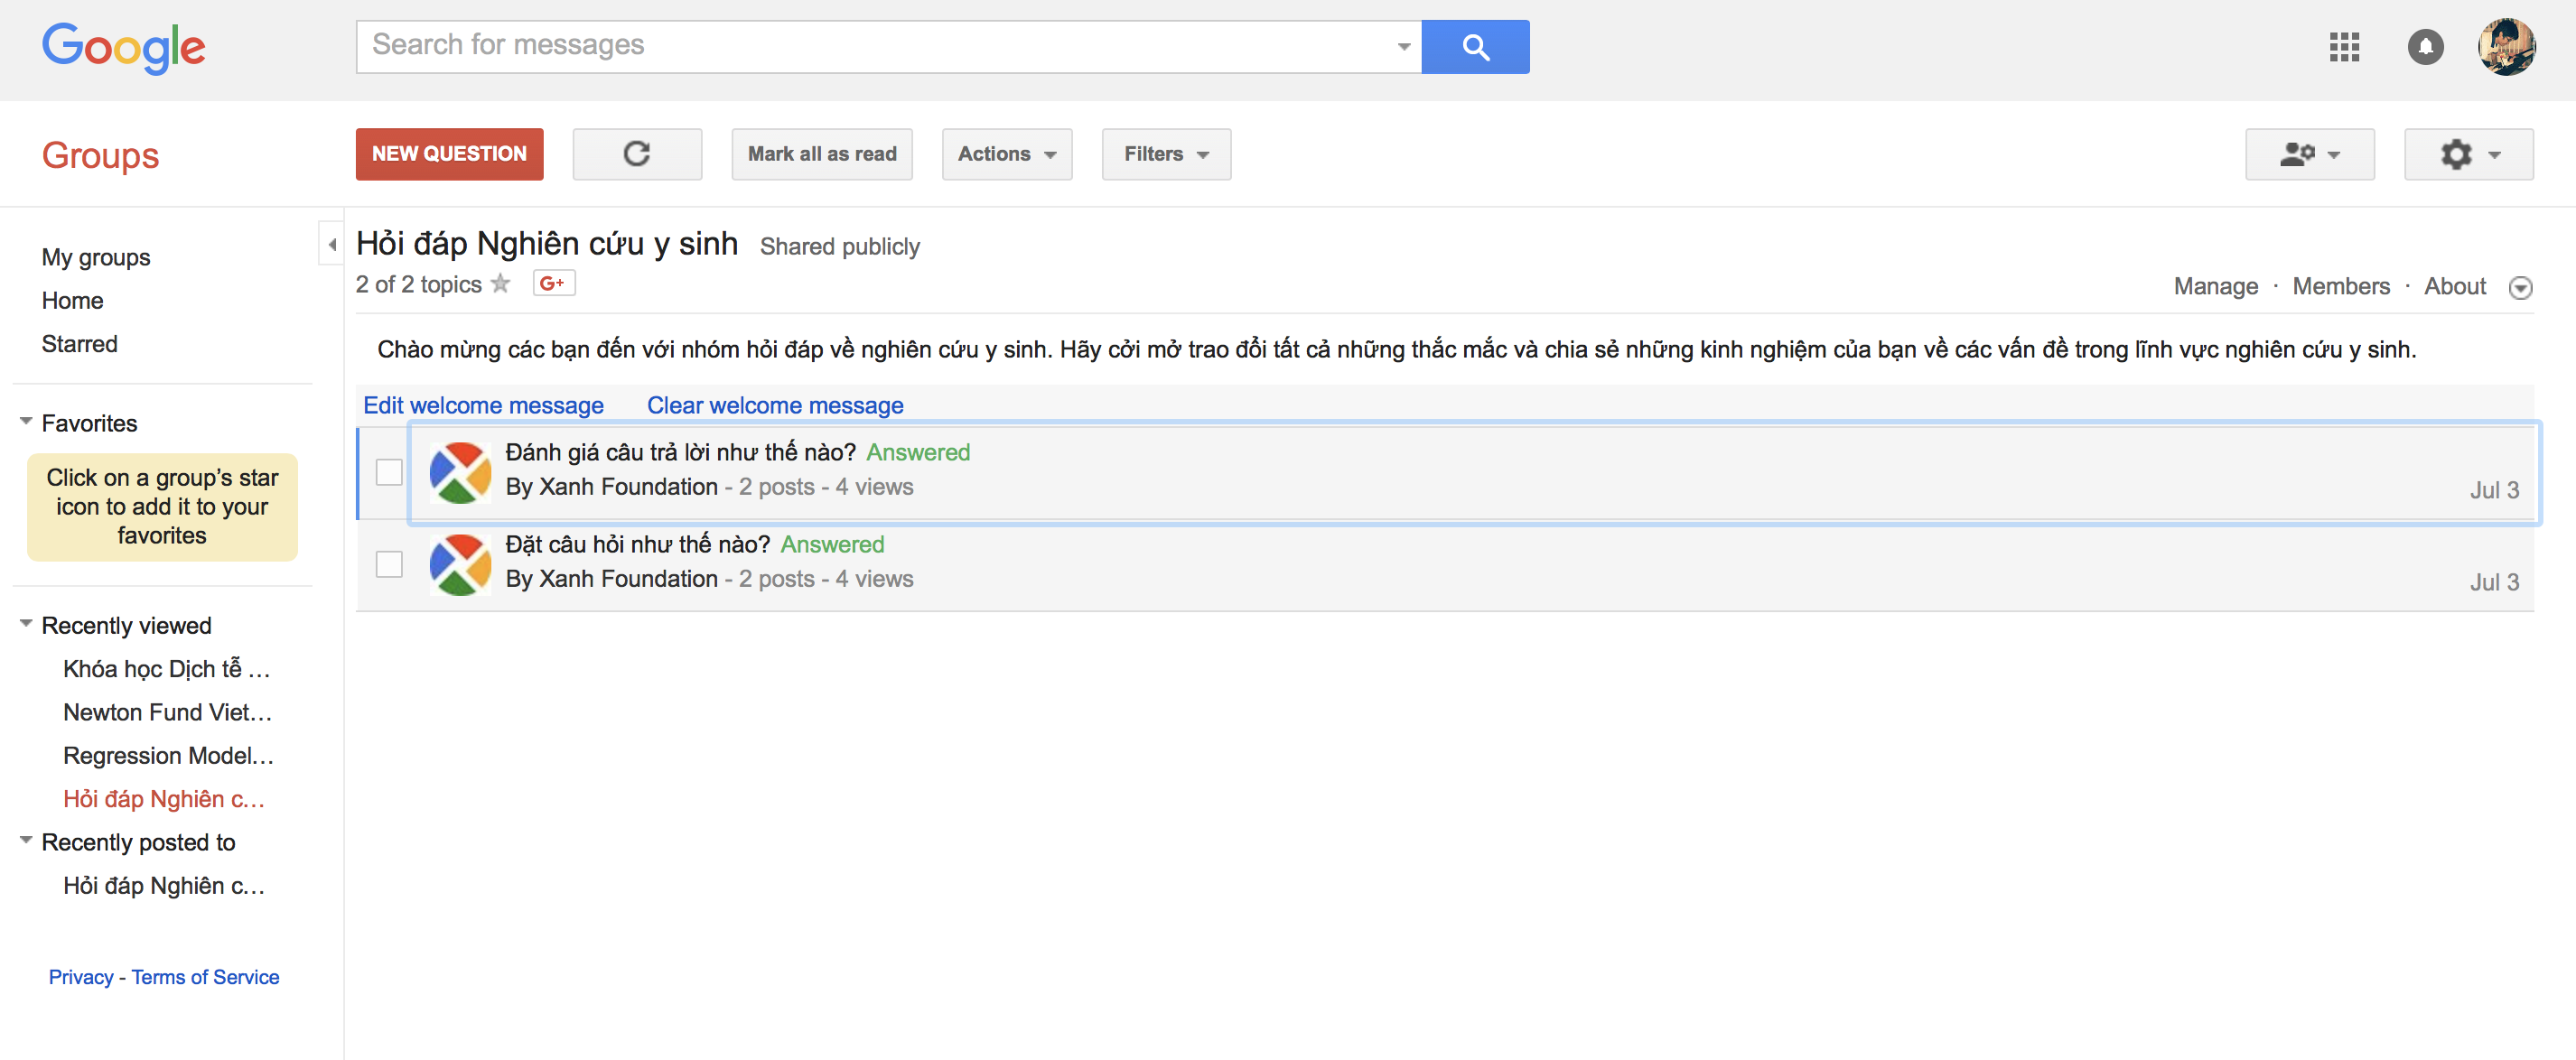 Google
Search for messages
Groups
NEW QUESTION
Mark all as read
Actions
Filters
My groups
Home
Starred
Favorites
Click on a group's star
icon to add it to your
favorites
Recently viewed
Khóa học Dịch tễ ...
Newton Fund Viet...
Regression Model...
Hỏi đáp Nghiên c...
Recently posted to
Hỏi đáp Nghiên c...
Privacy - Terms of Service
Hỏi đáp Nghiên cứu y sinh Shared publicly
2 of 2 topics G+
Manage · Members · About
Chào mừng các bạn đến với nhóm hỏi đáp về nghiên cứu y sinh. Hãy cởi mở trao đổi tất cả những thắc mắc và chia sẻ những kinh nghiệm của bạn về các vấn đề trong lĩnh vực nghiên cứu y sinh.
Edit welcome message Clear welcome message
Đánh giá câu trả lời như thế nào? Answered
By Xanh Foundation - 2 posts - 4 views
Jul 3
Đặt câu hỏi như thế nào? Answered
By Xanh Foundation - 2 posts - 4 views
Jul 3